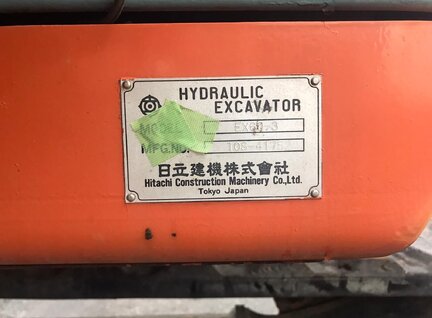 HYDRAULIC
EXCAVATOR
MODEL
MFG.NO.
日立建機株式會社
Hitachi Construction Machinery Co.,Ltd.
Tokyo Japan